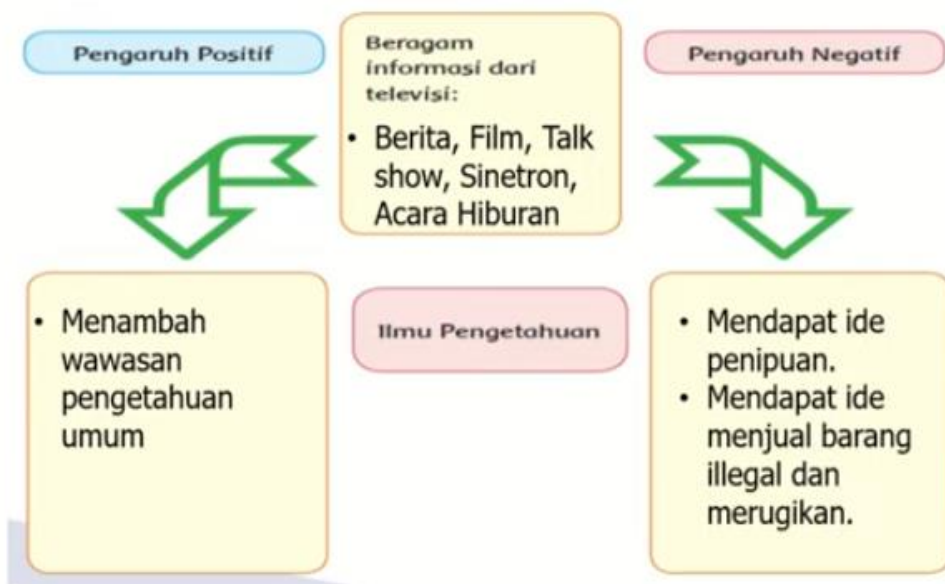 Pengaruh Positif
Beragam
informasi dari
televisi:
• Berita, Film, Talk
show, Sinetron,
Acara Hiburan
Pengaruh Negatif
• Menambah
wawasan
pengetahuan
umum
Ilmu Pengetahuan
• Mendapat ide
penipuan.
• Mendapat ide
menjual barang
illegal dan
merugikan.